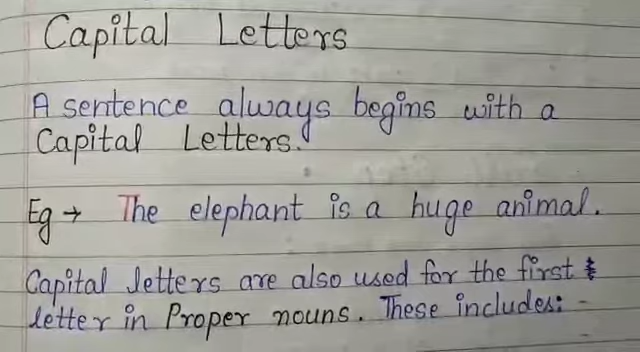 Capital Letters
A sentence always begins with a
Capital Letters.
Eg → The elephant is a huge animal.
Capital letters are also used for the first
letter in Proper nouns. These includes: -